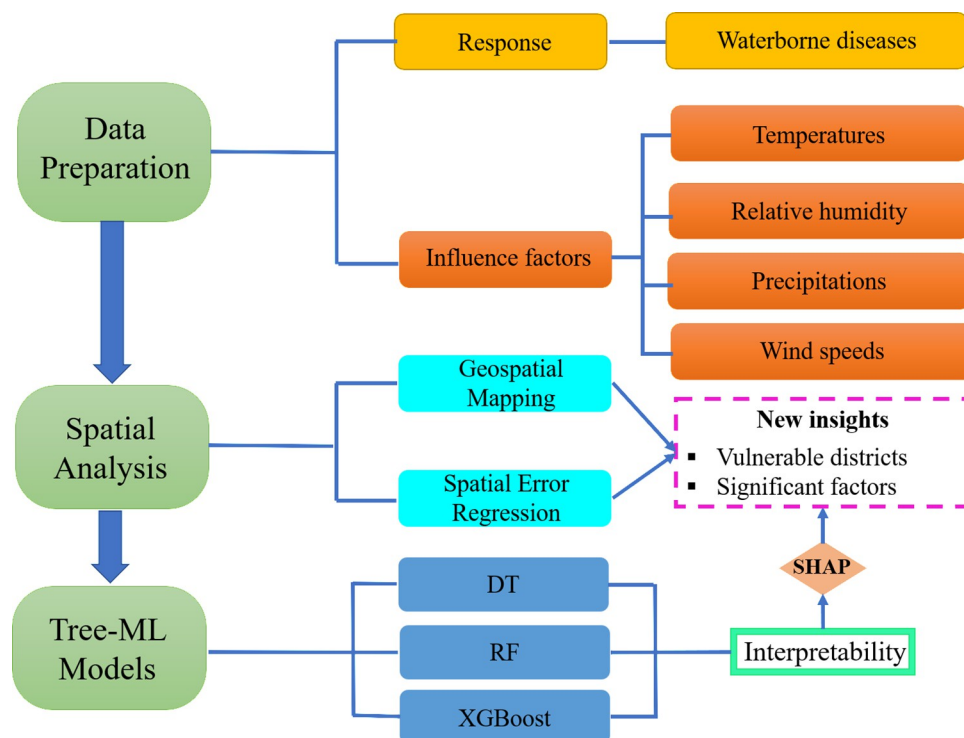 Data
Preparation
Response
Waterborne diseases
Influence factors
Temperatures
Relative humidity
Precipitations
Wind speeds
Spatial
Analysis
Geospatial
Mapping
Spatial Error
Regression
New insights
▪ Vulnerable districts
▪ Significant factors
Tree-ML
Models
DT
RF
XGBoost
Interpretability
SHAP